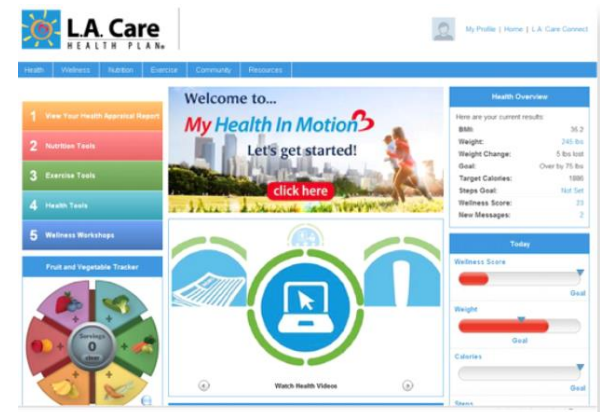 L.A. Care
HEALTH PLAN®
My Profile | Home | L.A. Care Connect
Health Wellness Nutrition Exercise Community Resources
1 View Your Health Appraisal Report
2 Nutrition Tools
3 Exercise Tools
4 Health Tools
5 Wellness Workshops
Fruit and Vegetable Tracker
Servings
0
clear
Welcome to...
My Health In Motion
Let's get started!
click here
Watch Health Videos
Health Overview
Here are your current results:
BMI: 36.2
Weight: 245 lbs
Weight Change: 5 lbs lost
Goal: Over by 75 lbs
Target Calories: 1886
Steps Goal: Not Set
Wellness Score: 23
New Messages: 2
Today
Wellness Score
Goal
Weight
Goal
Calories
Goal
Steps